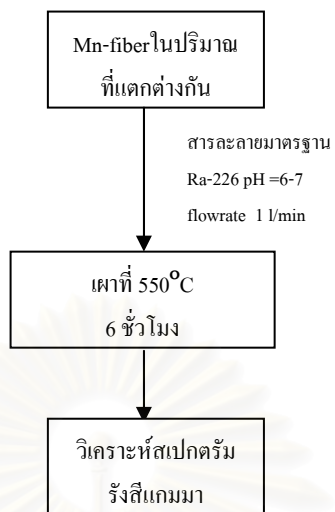 Mn-fiberในปริมาณ
ที่แตกต่างกัน
สารละลายมาตรฐาน
Ra-226 pH =6-7
flowrate 1 l/min
เผาที่ 550°C
6 ชั่วโมง
วิเคราะห์สเปกตรัม
รังสีแกมมา